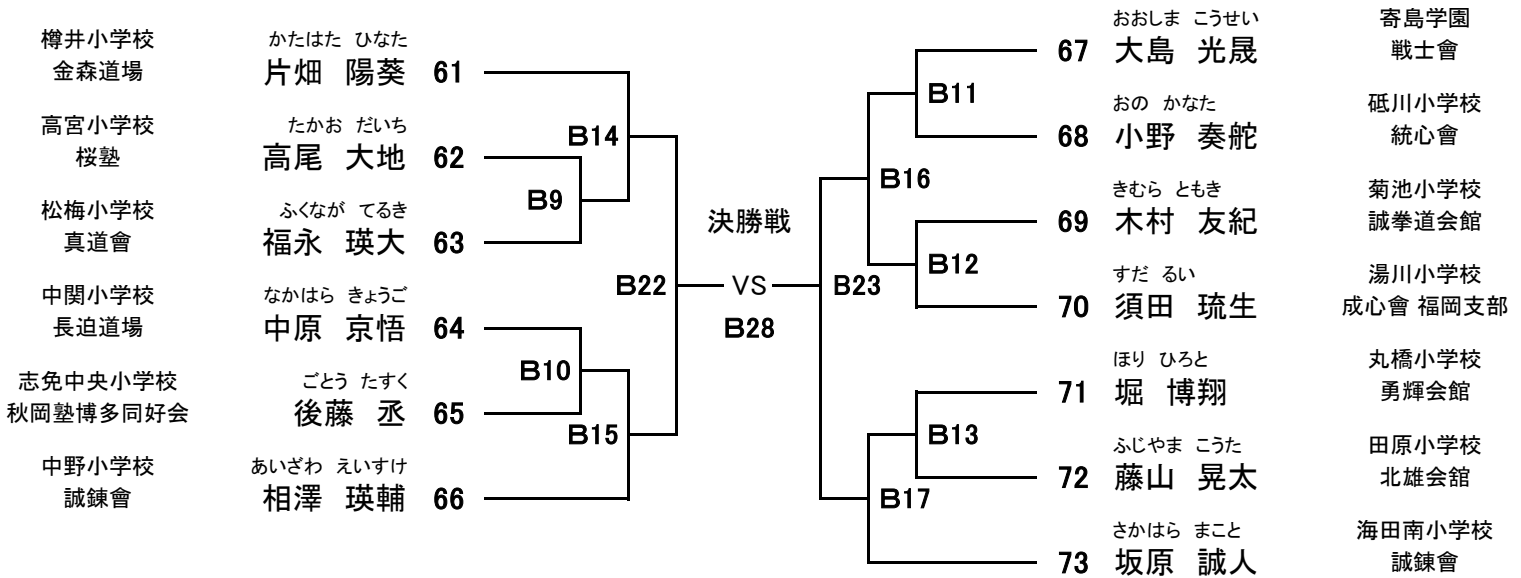 樽井小学校
金森道場
かたはた ひなた
片畑 陽葵 61
高宮小学校
桜塾
たかお だいち
高尾 大地 62
松梅小学校
真道會
ふくなが てるき
福永 瑛大 63
中関小学校
長迫道場
なかはら きょうご
中原 京悟 64
志免中央小学校
秋岡塾博多同好会
ごとう たすく
後藤 丞 65
中野小学校
誠錬會
あいざわ えいすけ
相澤 瑛輔 66
B14
B9
B22
B10
B15
決勝戦
VS
B28
B11
B16
B12
B23
B13
B17
おおしま こうせい
67 大島 光晟
寄島学園
戦士會
おの かなた
68 小野 奏舵
砥川小学校
統心會
きむら ともき
69 木村 友紀
菊池小学校
誠拳道会館
すだ るい
70 須田 琉生
湯川小学校
成心會 福岡支部
ほり ひろと
71 堀 博翔
丸橋小学校
勇輝会館
ふじやま こうた
72 藤山 晃太
田原小学校
北雄会舘
さかはら まこと
73 坂原 誠人
海田南小学校
誠錬會